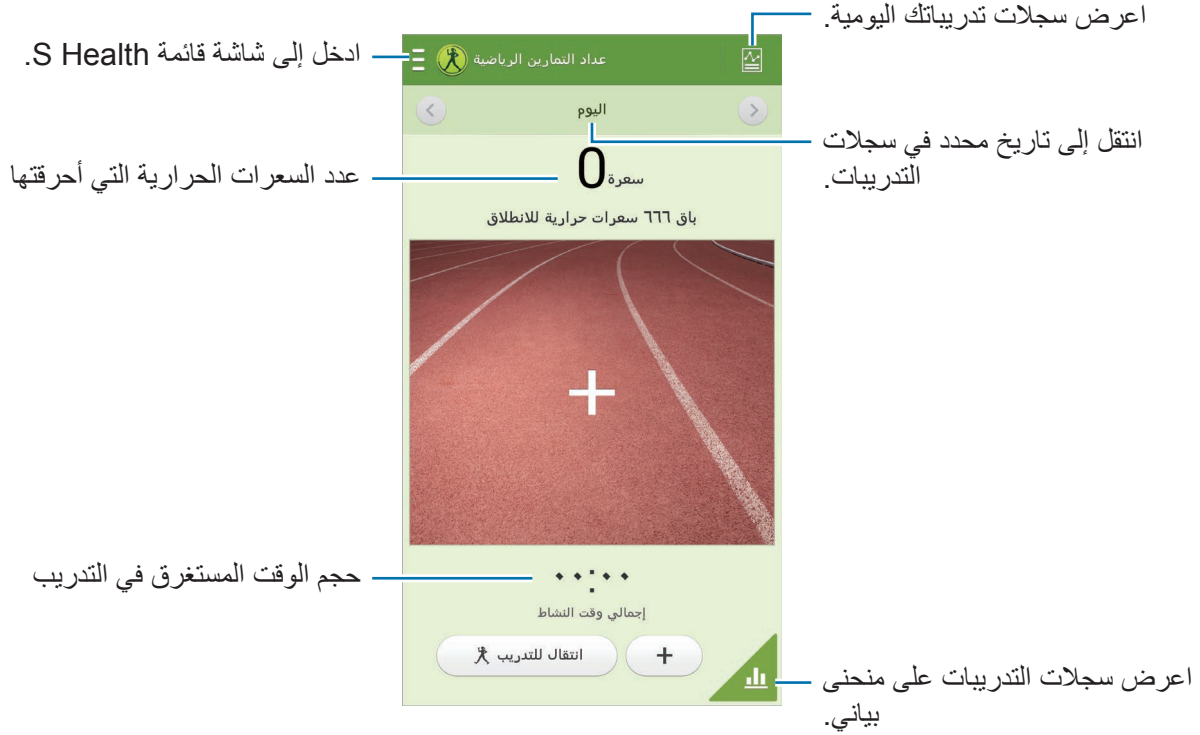 اعرض سجلات تدريباتك اليومية.
ادخل إلى شاشة قائمة S Health.
عداد التمارين الرياضية
اليوم
انتقل إلى تاريخ محدد في سجلات
التدريبات.
عدد السعرات الحرارية التي أحرقتها
0 سعرة
باق ٦٦٦ سعرات حرارية للانطلاق
حجم الوقت المستغرق في التدريب
٠٠:٠٠
إجمالي وقت النشاط
انتقال للتدريب
+
اعرض سجلات التدريبات على منحنى
بياني.